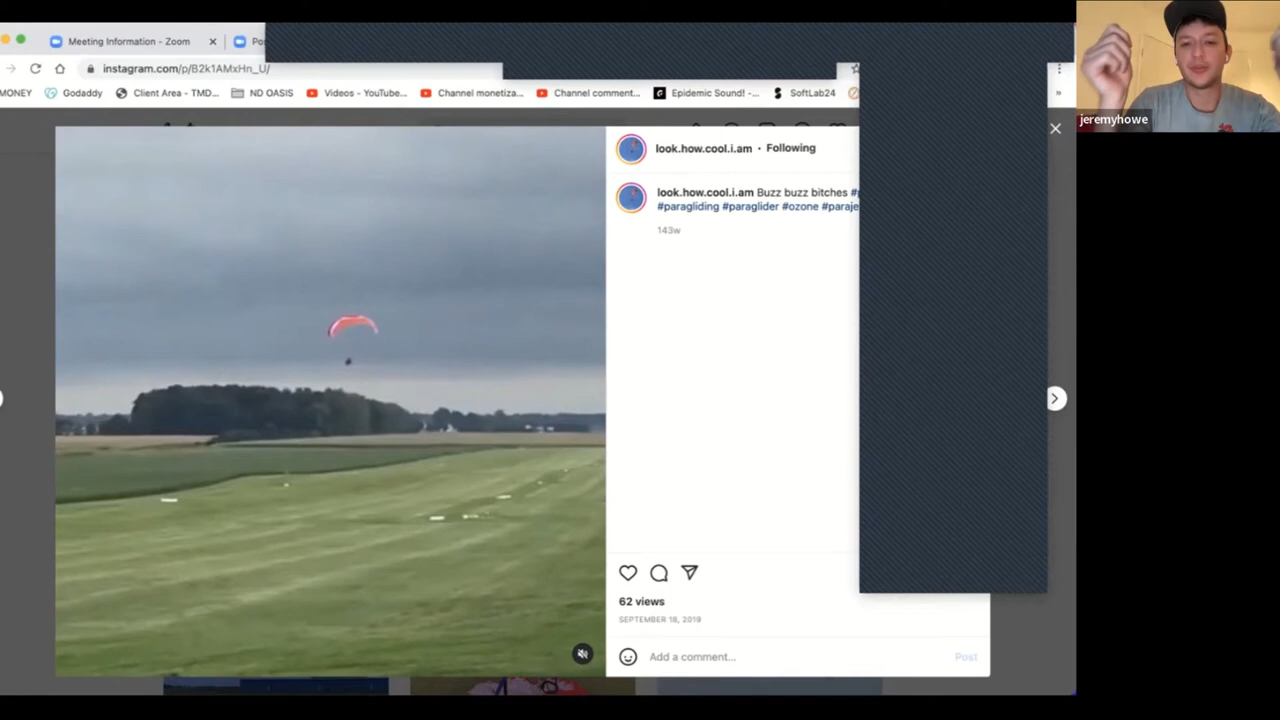 Meeting Information - Zoom
instagram.com/p/B2k1AMxHn_U/
MONEY Godaddy Client Area - TMD... ND OASIS Videos - YouTube... Channel monetiza... Channel comment... Epidemic Sound! -... SoftLab24 »
jeremyhowe
look.how.cool.i.am • Following
look.how.cool.i.am Buzz buzz bitches
#paragliding #paraglider #ozone #paraje
143w
62 views
SEPTEMBER 18, 2019
Add a comment... Post